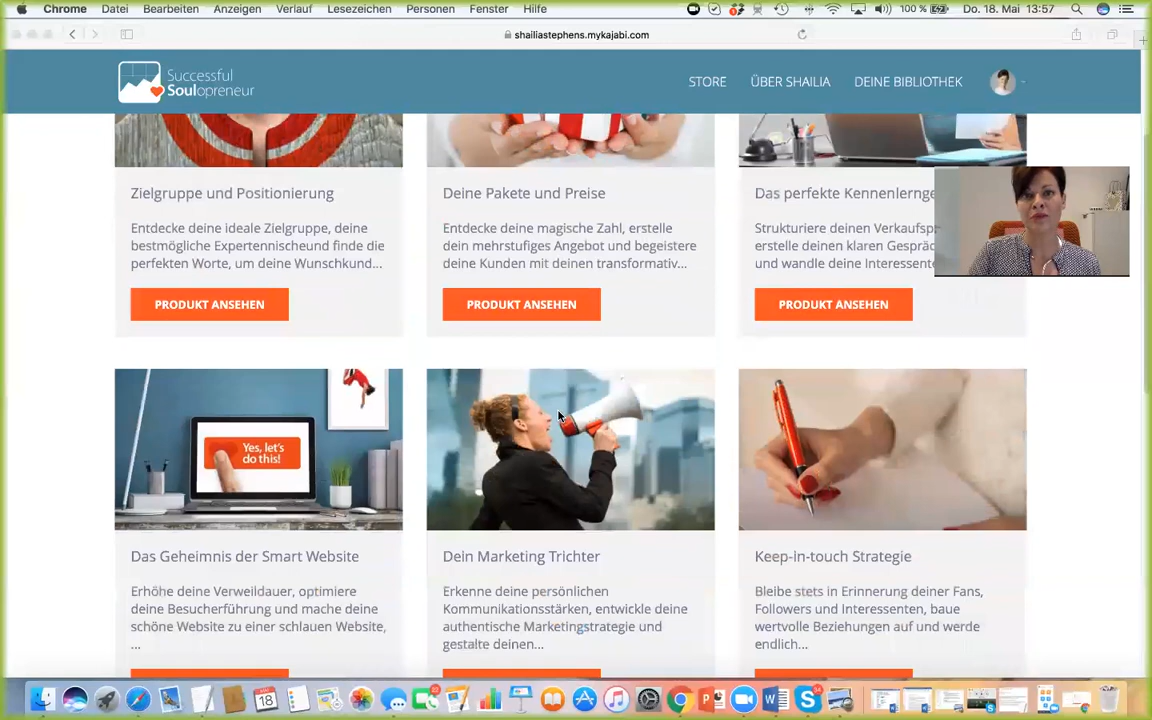 Chrome Datei Bearbeiten Anzeigen Verlauf Lesezeichen Personen Fenster Hilfe 100 % Do. 18. Mai 13:57
shailiastephens.mykajabi.com
Successful
Soulopreneur
STORE ÜBER SHAILIA DEINE BIBLIOTHEK
Zielgruppe und Positionierung
Entdecke deine ideale Zielgruppe, deine
bestmögliche Expertennischeund finde die
perfekten Worte, um deine Wunschkund...
PRODUKT ANSEHEN
Deine Pakete und Preise
Entdecke deine magische Zahl, erstelle
dein mehrstufiges Angebot und begeistere
deine Kunden mit deinen transformativ...
PRODUKT ANSEHEN
Das perfekte Kennenlernge
Strukturiere deinen Verkaufsp
erstelle deinen klaren Gespräc
und wandle deine Interessente
PRODUKT ANSEHEN
Yes, let's
do this!
Das Geheimnis der Smart Website
Erhöhe deine Verweildauer, optimiere
deine Besucherführung und mache deine
schöne Website zu einer schlauen Website,
...
Dein Marketing Trichter
Erkenne deine persönlichen
Kommunikationsstärken, entwickle deine
authentische Marketingstrategie und
gestalte deinen...
Keep-in-touch Strategie
Bleibe stets in Erinnerung deiner Fans,
Followers und Interessenten, baue
wertvolle Beziehungen auf und werde
endlich...
18